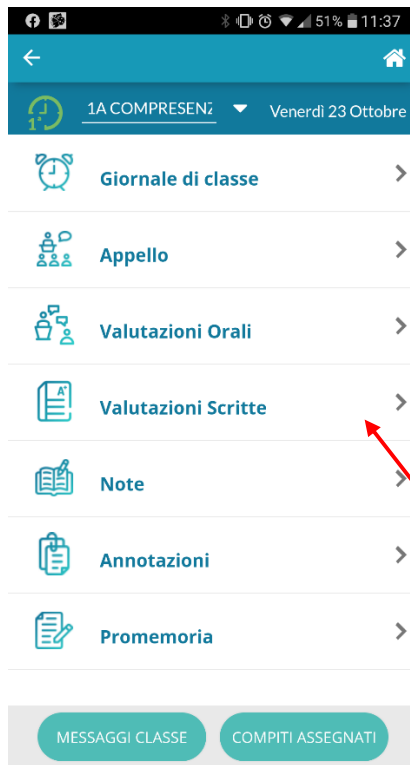 51% 11:37
1A COMPRESENZ Venerdì 23 Ottobre
1°
Giornale di classe
Appello
Valutazioni Orali
A+
Valutazioni Scritte
Note
Annotazioni
Promemoria
MESSAGGI CLASSE COMPITI ASSEGNATI